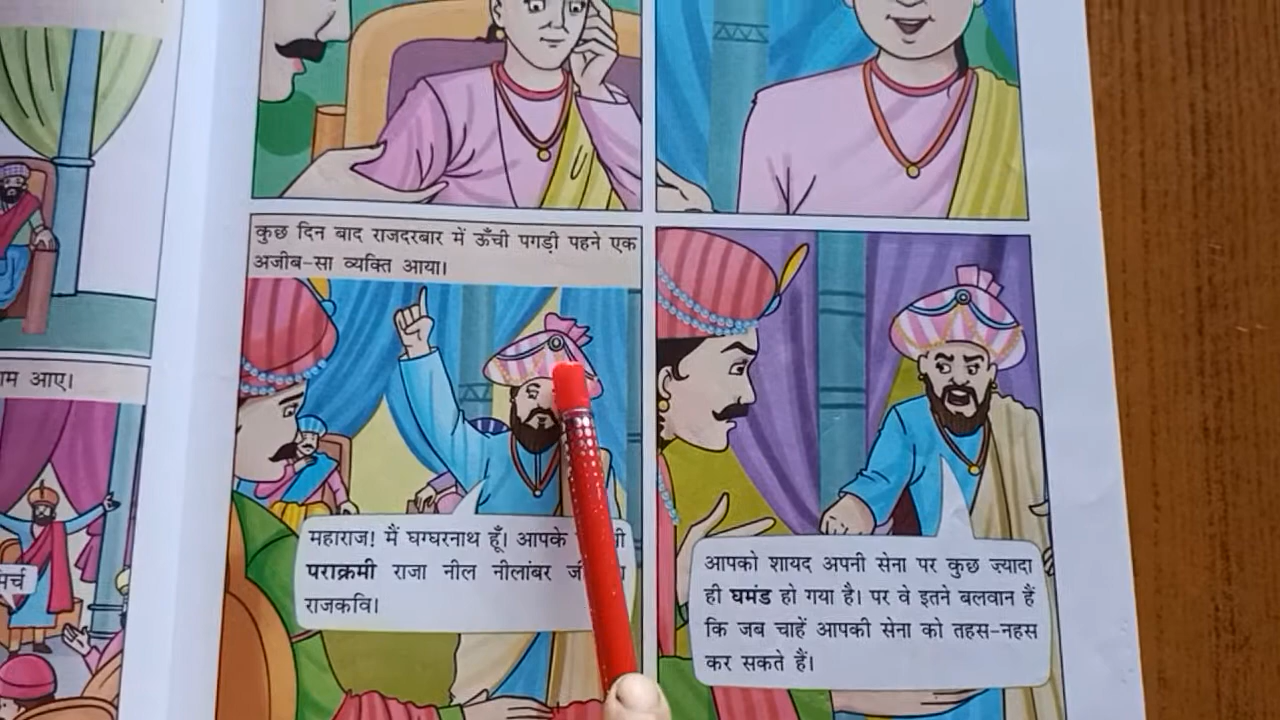 कुछ दिन बाद राजदरबार में ऊँची पगड़ी पहने एक
अजीब-सा व्यक्ति आया।
महाराज! मैं घग्घरनाथ हूँ। आपके
पराक्रमी राजा नील नीलांबर
राजकवि।
आपको शायद अपनी सेना पर कुछ ज़्यादा
ही घमंड हो गया है। पर वे इतने बलवान हैं
कि जब चाहें आपकी सेना को तहस-नहस
कर सकते हैं।
आए।